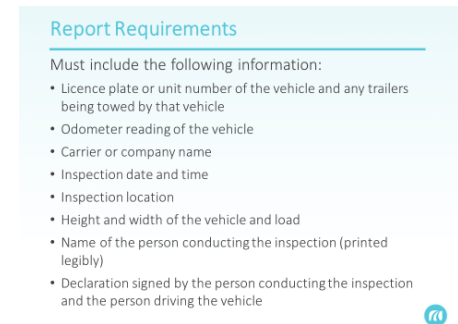 Report Requirements
Must include the following information:
• Licence plate or unit number of the vehicle and any trailers
being towed by that vehicle
• Odometer reading of the vehicle
• Carrier or company name
• Inspection date and time
• Inspection location
• Height and width of the vehicle and load
• Name of the person conducting the inspection (printed
legibly)
• Declaration signed by the person conducting the inspection
and the person driving the vehicle